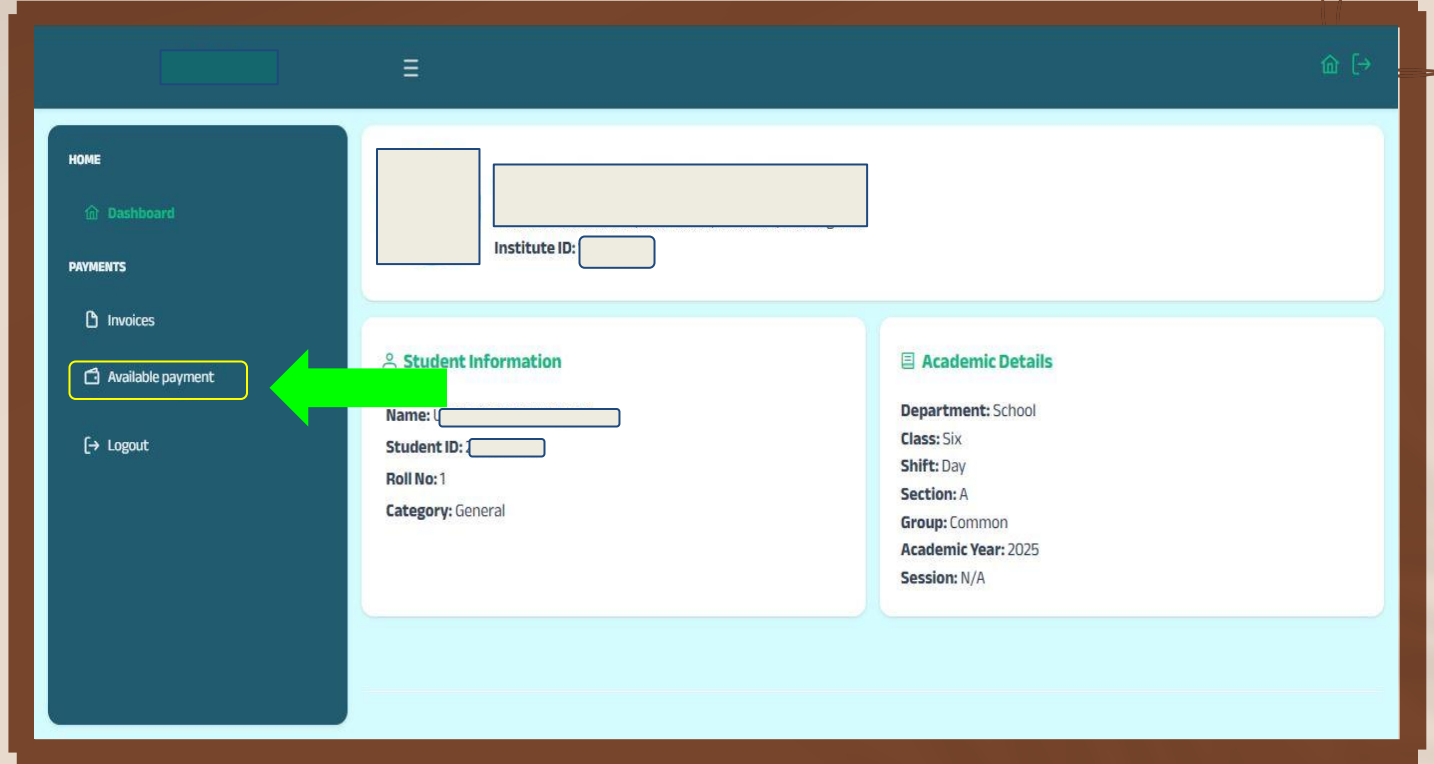 HOME
Dashboard
PAYMENTS
Invoices
Available payment
Logout
Institute ID:
Student Information
Name:
Student ID:
Roll No: 1
Category: General
Academic Details
Department: School
Class: Six
Shift: Day
Section: A
Group: Common
Academic Year: 2025
Session: N/A